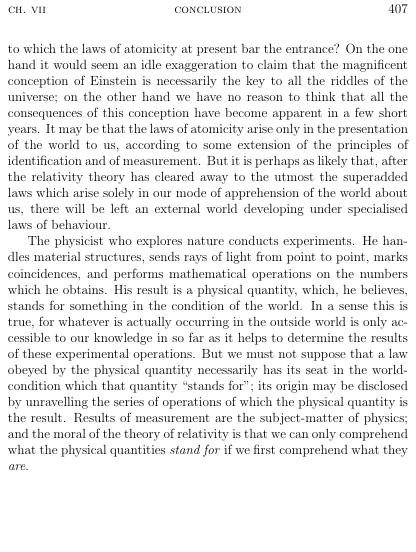 CH. VII CONCLUSION 407
to which the laws of atomicity at present bar the entrance? On the one
hand it would seem an idle exaggeration to claim that the magnificent
conception of Einstein is necessarily the key to all the riddles of the
universe; on the other hand we have no reason to think that all the
consequences of this conception have become apparent in a few short
years. It may be that the laws of atomicity arise only in the presentation
of the world to us, according to some extension of the principles of
identification and of measurement. But it is perhaps as likely that, after
the relativity theory has cleared away to the utmost the superadded
laws which arise solely in our mode of apprehension of the world about
us, there will be left an external world developing under specialised
laws of behaviour.
The physicist who explores nature conducts experiments. He han-
dles material structures, sends rays of light from point to point, marks
coincidences, and performs mathematical operations on the numbers
which he obtains. His result is a physical quantity, which, he believes,
stands for something in the condition of the world. In a sense this is
true, for whatever is actually occurring in the outside world is only ac-
cessible to our knowledge in so far as it helps to determine the results
of these experimental operations. But we must not suppose that a law
obeyed by the physical quantity necessarily has its seat in the world-
condition which that quantity “stands for”; its origin may be disclosed
by unravelling the series of operations of which the physical quantity is
the result. Results of measurement are the subject-matter of physics;
and the moral of the theory of relativity is that we can only comprehend
what the physical quantities stand for if we first comprehend what they
are.